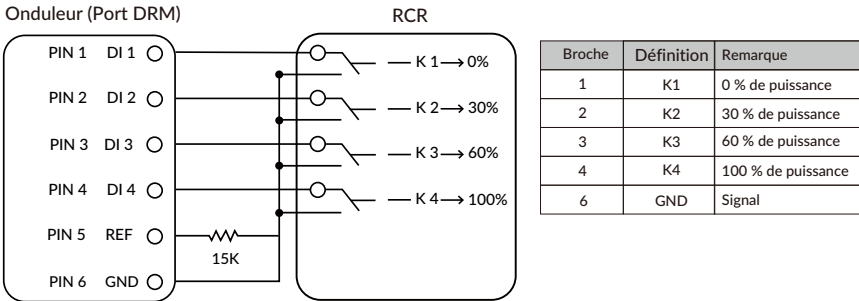 Onduleur (Port DRM)
RCR
PIN 1 DI 1
K 1→0%
PIN 2 DI 2
K 2→30%
PIN 3 DI 3
K 3→60%
PIN 4 DI 4
K 4→100%
PIN 5 REF
15K
PIN 6 GND
Broche Définition Remarque
1 K1 0 % de puissance
2 K2 30 % de puissance
3 K3 60 % de puissance
4 K4 100 % de puissance
6 GND Signal